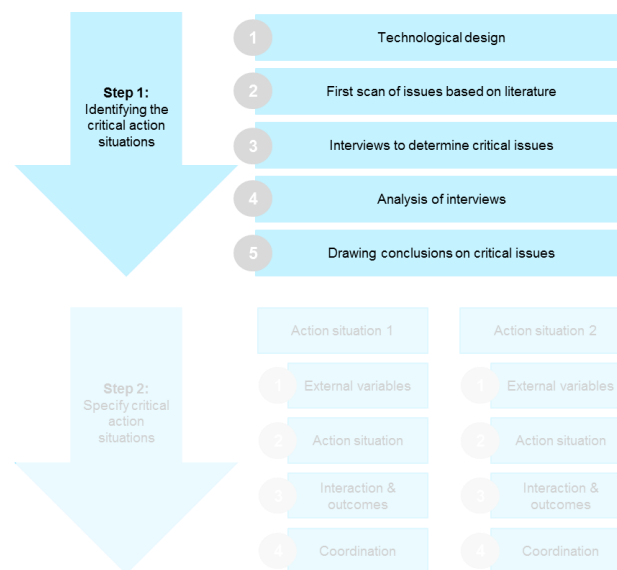 Step 1:
Identifying the
critical action
situations
1
Technological design
2
First scan of issues based on literature
3
Interviews to determine critical issues
4
Analysis of interviews
5
Drawing conclusions on critical issues
Step 2:
Specify critical
action
situations
Action situation 1
1
External variables
2
Action situation
3
Interaction &
outcomes
4
Coordination
Action situation 2
1
External variables
2
Action situation
3
Interaction &
outcomes
4
Coordination